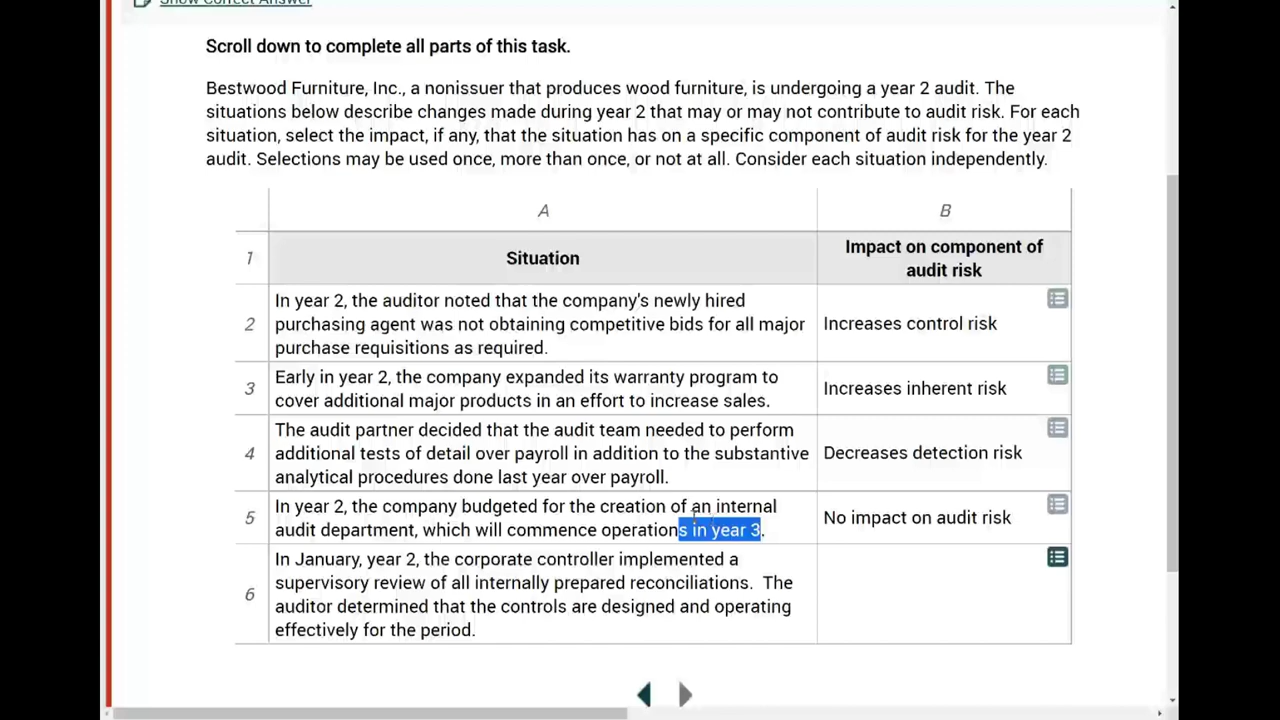 Show Correct Answer
Scroll down to complete all parts of this task.
Bestwood Furniture, Inc., a nonissuer that produces wood furniture, is undergoing a year 2 audit. The
situations below describe changes made during year 2 that may or may not contribute to audit risk. For each
situation, select the impact, if any, that the situation has on a specific component of audit risk for the year 2
audit. Selections may be used once, more than once, or not at all. Consider each situation independently.
A
B
1
Situation
Impact on component of
audit risk
2
In year 2, the auditor noted that the company's newly hired
purchasing agent was not obtaining competitive bids for all major
purchase requisitions as required.
Increases control risk
3
Early in year 2, the company expanded its warranty program to
cover additional major products in an effort to increase sales.
Increases inherent risk
4
The audit partner decided that the audit team needed to perform
additional tests of detail over payroll in addition to the substantive
analytical procedures done last year over payroll.
Decreases detection risk
5
In year 2, the company budgeted for the creation of an internal
audit department, which will commence operations in year 3.
No impact on audit risk
6
In January, year 2, the corporate controller implemented a
supervisory review of all internally prepared reconciliations. The
auditor determined that the controls are designed and operating
effectively for the period.